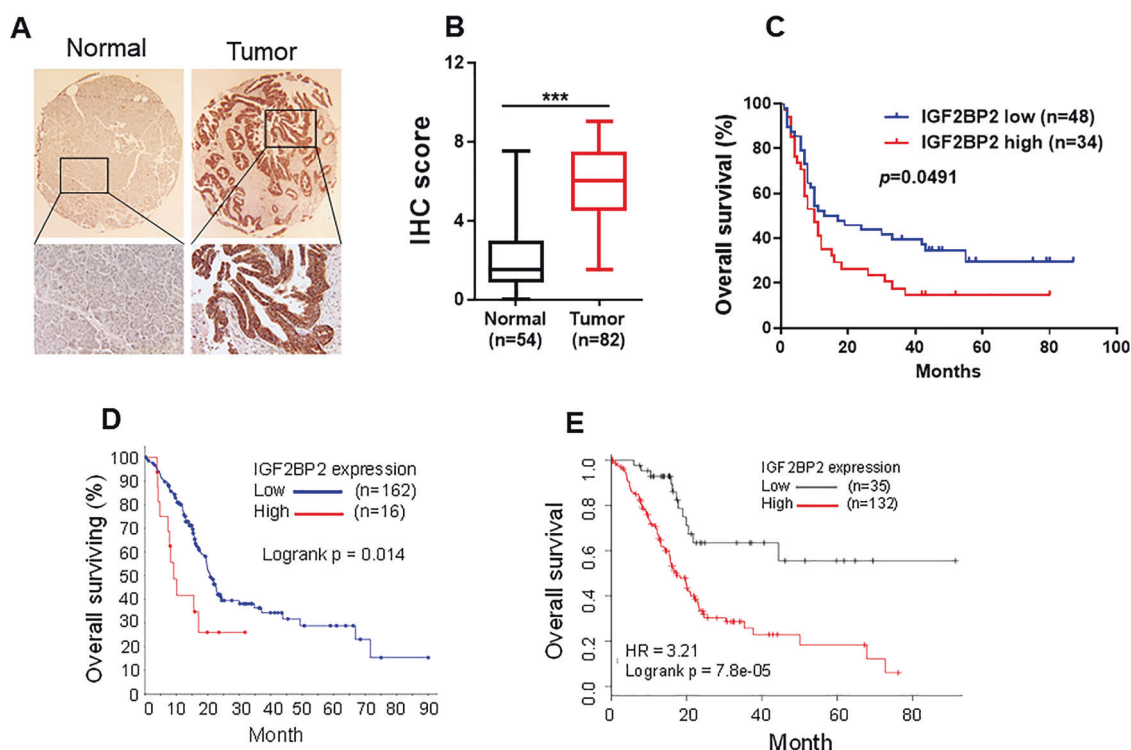 A
Normal
Tumor
B
IHC score
12
8
4
0
***
Normal
(n=54)
Tumor
(n=82)
C
Overall survival (%)
100
80
60
40
20
0
IGF2BP2 low (n=48)
IGF2BP2 high (n=34)
p=0.0491
0 20 40 60 80 100
Months
D
Overall surviving (%)
100
90
80
70
60
50
40
30
20
10
0
IGF2BP2 expression
Low (n=162)
High (n=16)
Logrank p = 0.014
0 10 20 30 40 50 60 70 80 90
Month
E
Overall survival
1.0
0.8
0.6
0.4
0.2
0.0
IGF2BP2 expression
Low (n=35)
High (n=132)
HR = 3.21
Logrank p = 7.8e-05
0 20 40 60 80
Month